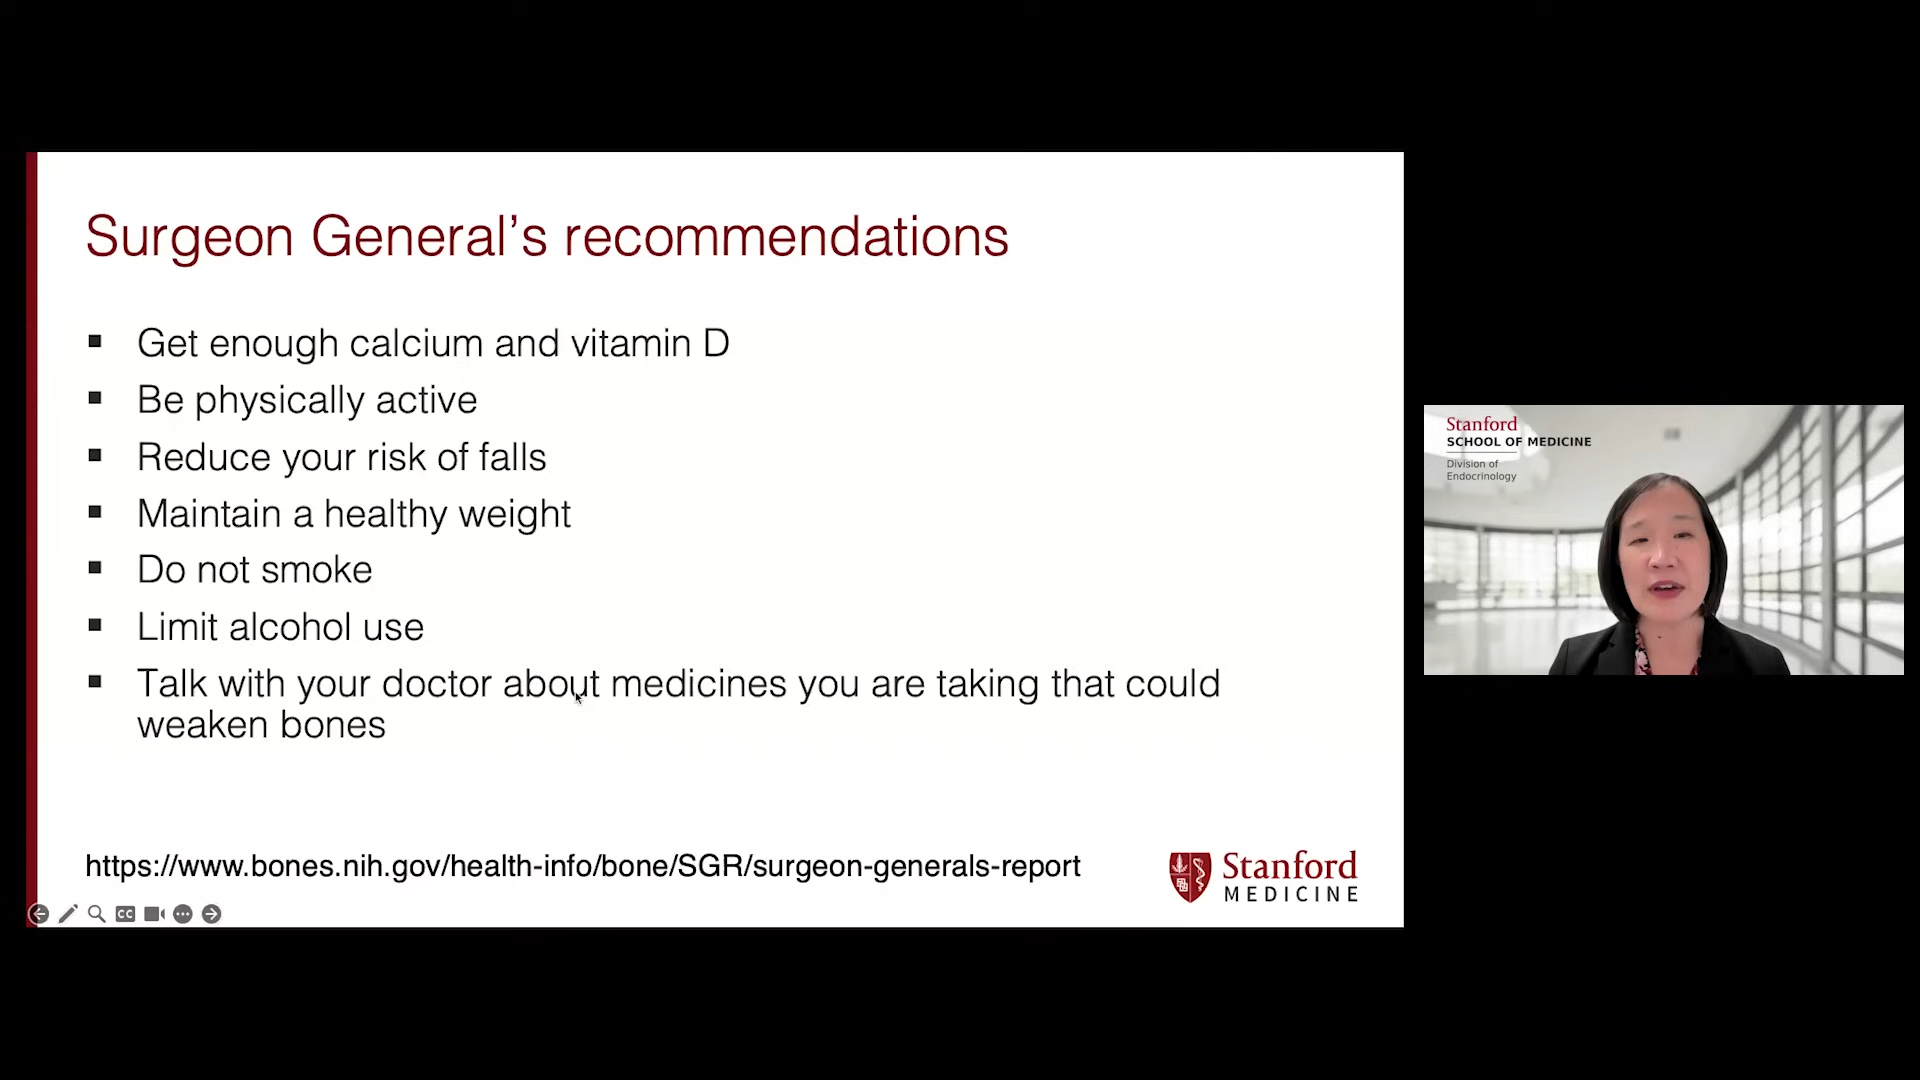 Surgeon General’s recommendations
▪ Get enough calcium and vitamin D
▪ Be physically active
▪ Reduce your risk of falls
▪ Maintain a healthy weight
▪ Do not smoke
▪ Limit alcohol use
▪ Talk with your doctor about medicines you are taking that could
weaken bones
https://www.bones.nih.gov/health-info/bone/SGR/surgeon-generals-report
Stanford
MEDICINE
CC
Stanford
SCHOOL OF MEDICINE
Division of
Endocrinology